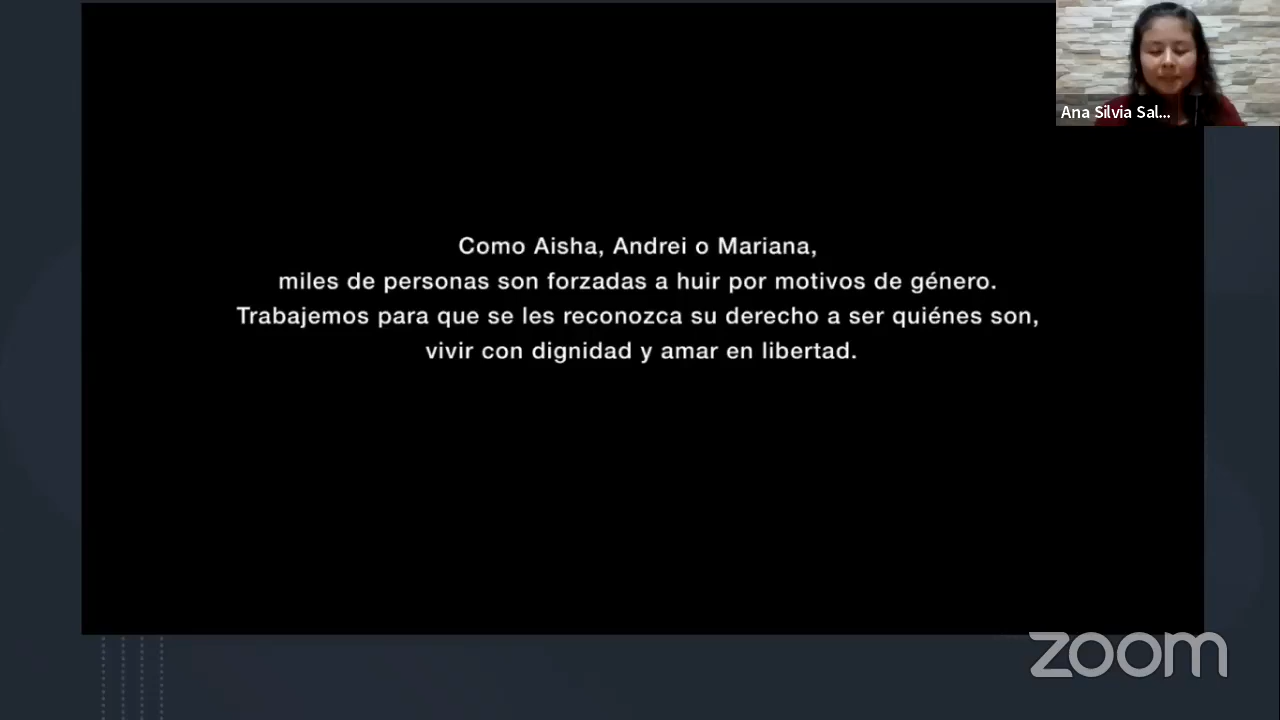 Ana Silvia Sal...
Como Aisha, Andrei o Mariana,
miles de personas son forzadas a huir por motivos de género.
Trabajemos para que se les reconozca su derecho a ser quiénes son,
vivir con dignidad y amar en libertad.
zoom